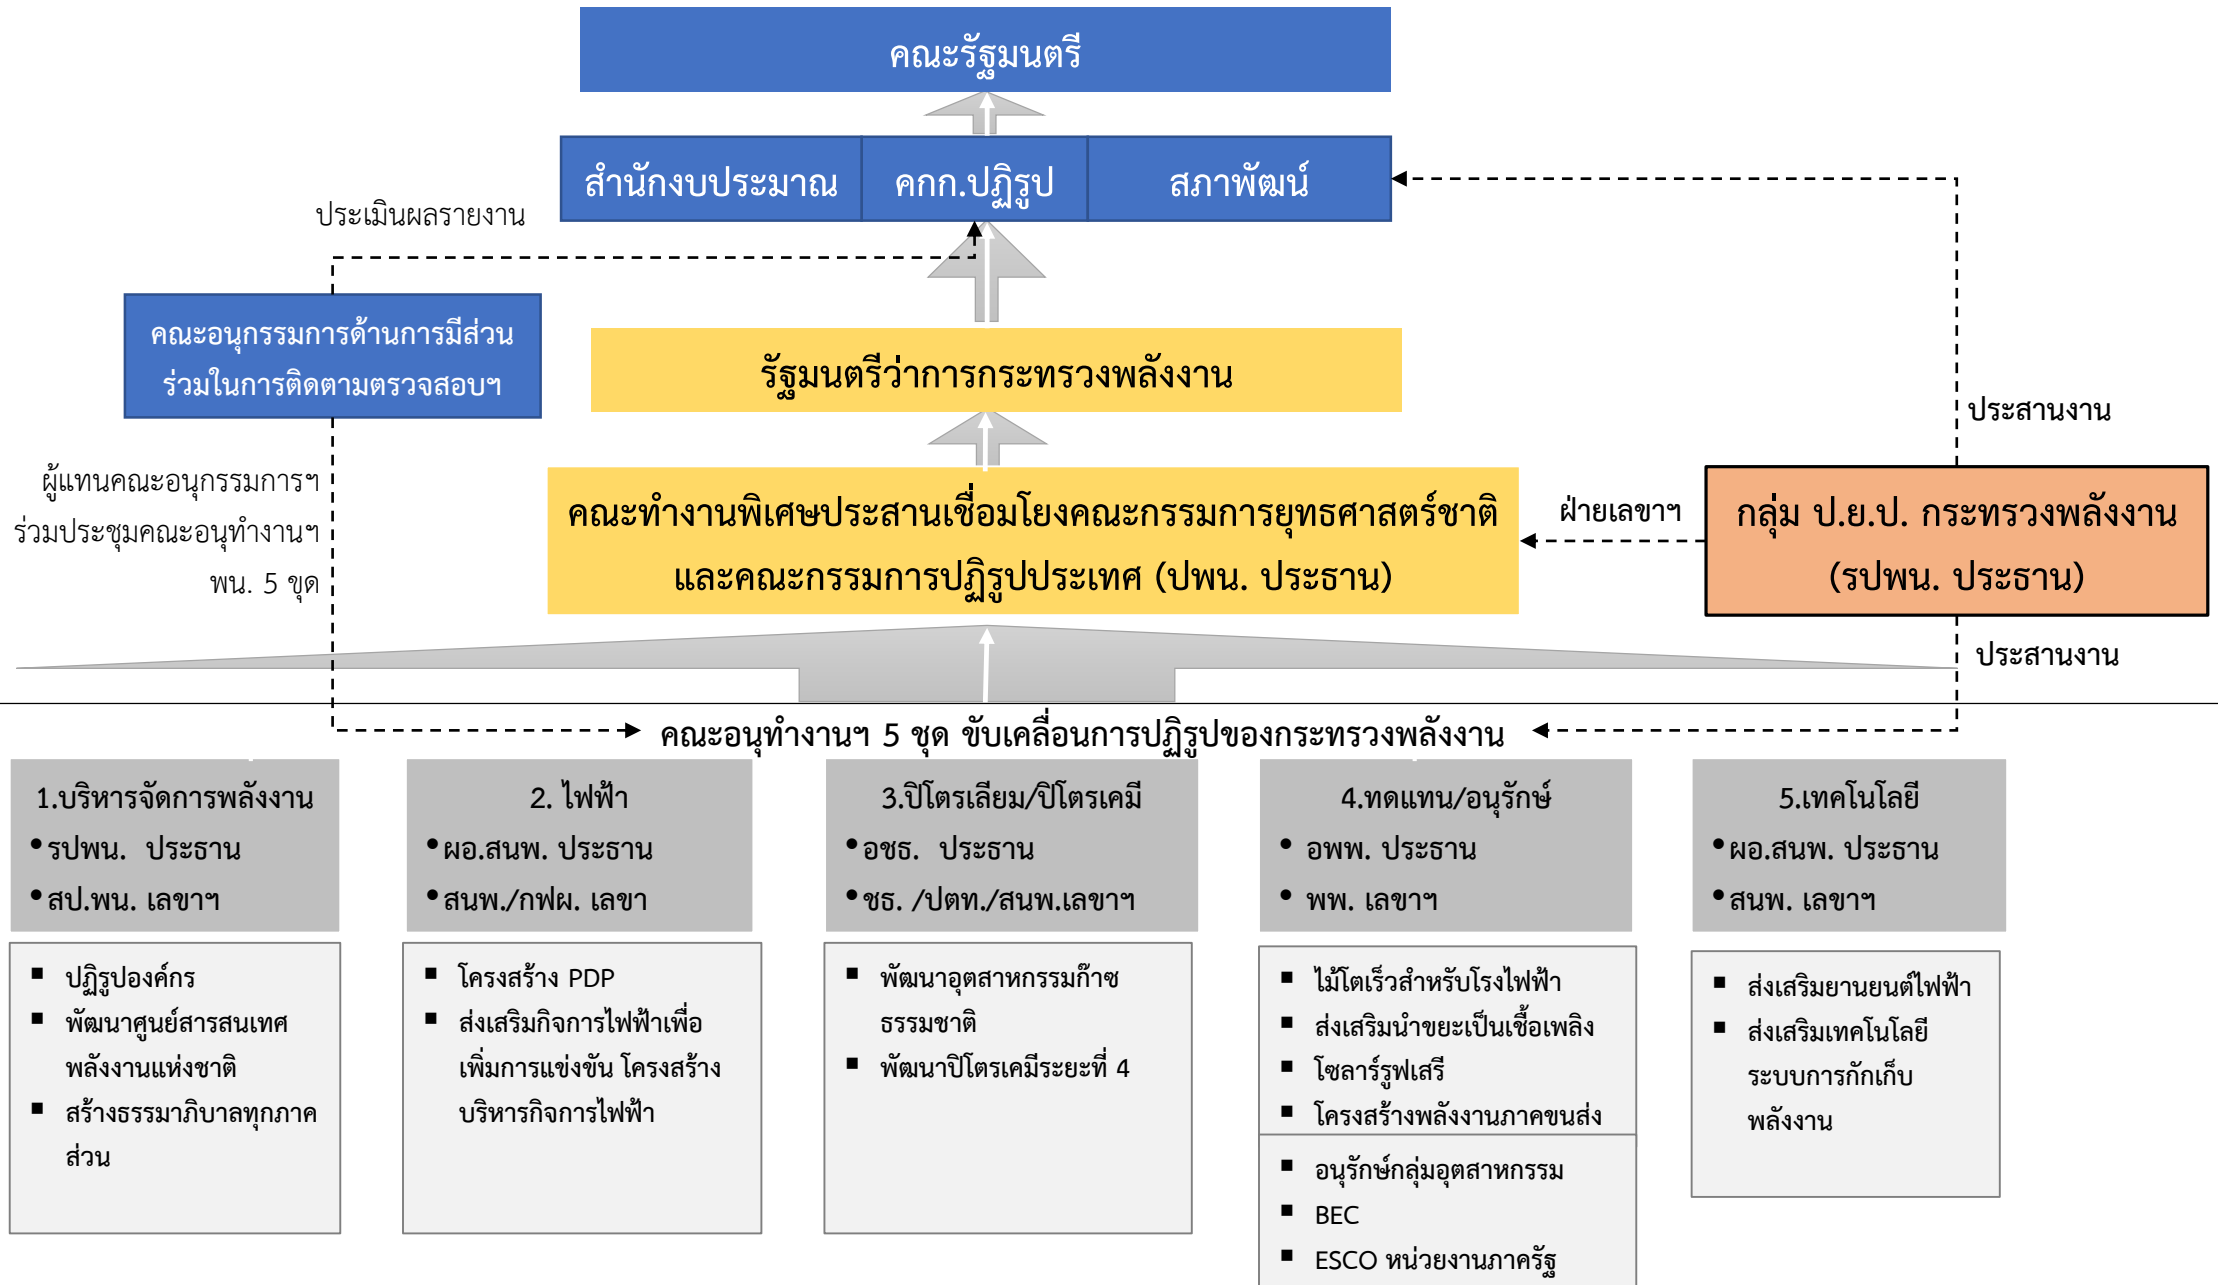 คณะรัฐมนตรี
สำนักงบประมาณ
คกก.ปฏิรูป
สภาพัฒน์
ประเมินผลรายงาน
คณะอนุกรรมการด้านการมีส่วน
ร่วมในการติดตามตรวจสอบฯ
รัฐมนตรีว่าการกระทรวงพลังงาน
ประสานงาน
ผู้แทนคณะอนุกรรมการฯ
ร่วมประชุมคณะอนุทำงานฯ
พน. 5 ขุด
คณะทำงานพิเศษประสานเชื่อมโยงคณะกรรมการยุทธศาสตร์ชาติ
และคณะกรรมการปฏิรูปประเทศ (ปพน. ประธาน)
ฝ่ายเลขาฯ
กลุ่ม ป.ย.ป. กระทรวงพลังงาน
(รปพน. ประธาน)
ประสานงาน
คณะอนุทำงานฯ 5 ชุด ขับเคลื่อนการปฏิรูปของกระทรวงพลังงาน
1.บริหารจัดการพลังงาน
• รปพน. ประธาน
• สป.พน. เลขาฯ
▪ ปฏิรูปองค์กร
▪ พัฒนาศูนย์สารสนเทศ
พลังงานแห่งชาติ
▪ สร้างธรรมาภิบาลทุกภาค
ส่วน
2. ไฟฟ้า
• ผอ.สนพ. ประธาน
• สนพ./กฟผ. เลขา
▪ โครงสร้าง PDP
▪ ส่งเสริมกิจการไฟฟ้าเพื่อ
เพิ่มการแข่งขัน โครงสร้าง
บริหารกิจการไฟฟ้า
3.ปิโตรเลียม/ปิโตรเคมี
• อชธ. ประธาน
• ชธ. /ปตท./สนพ.เลขาฯ
▪ พัฒนาอุตสาหกรรมก๊าซ
ธรรมชาติ
▪ พัฒนาปิโตรเคมีระยะที่ 4
4.ทดแทน/อนุรักษ์
• อพพ. ประธาน
• พพ. เลขาฯ
▪ ไม้โตเร็วสำหรับโรงไฟฟ้า
▪ ส่งเสริมนำขยะเป็นเชื้อเพลิง
▪ โซลาร์รูฟเสรี
▪ โครงสร้างพลังงานภาคขนส่ง
▪ อนุรักษ์กลุ่มอุตสาหกรรม
▪ BEC
▪ ESCO หน่วยงานภาครัฐ
5.เทคโนโลยี
• ผอ.สนพ. ประธาน
• สนพ. เลขาฯ
▪ ส่งเสริมยานยนต์ไฟฟ้า
▪ ส่งเสริมเทคโนโลยี
ระบบการกักเก็บ
พลังงาน